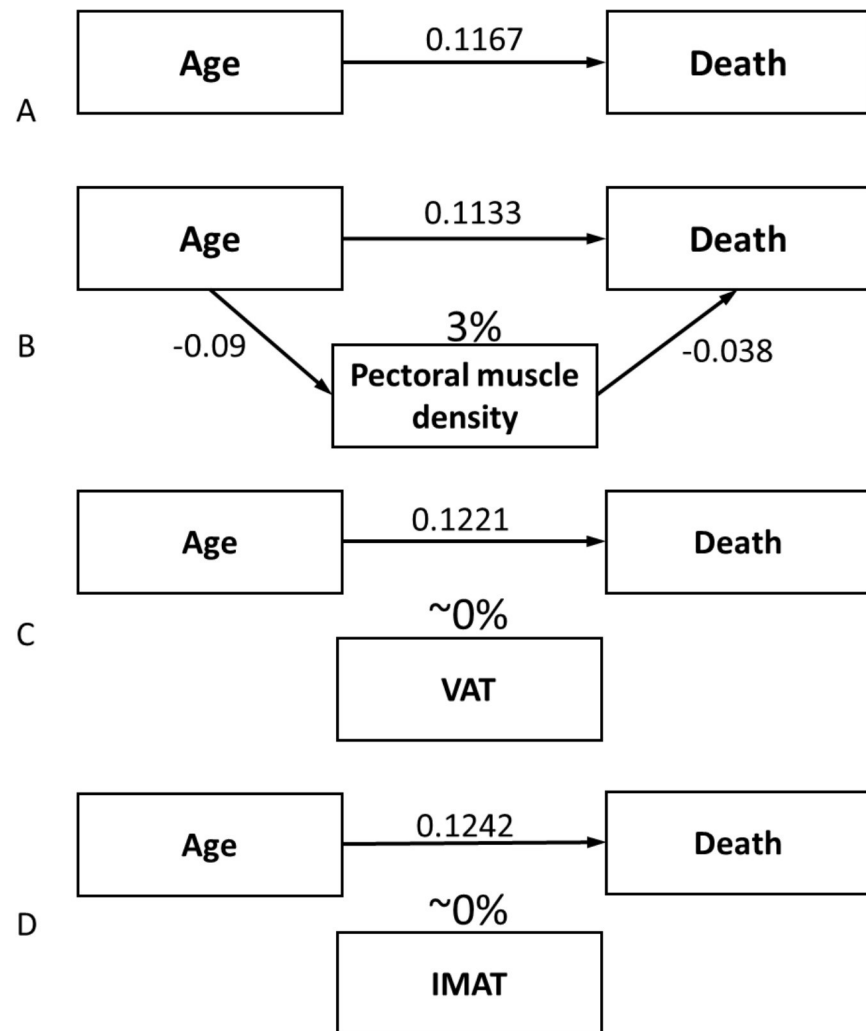 Age
0.1167
Death
A
Age
0.1133
Death
B
-0.09
3%
-0.038
Pectoral muscle
density
Age
0.1221
Death
C
~0%
VAT
Age
0.1242
Death
D
~0%
IMAT